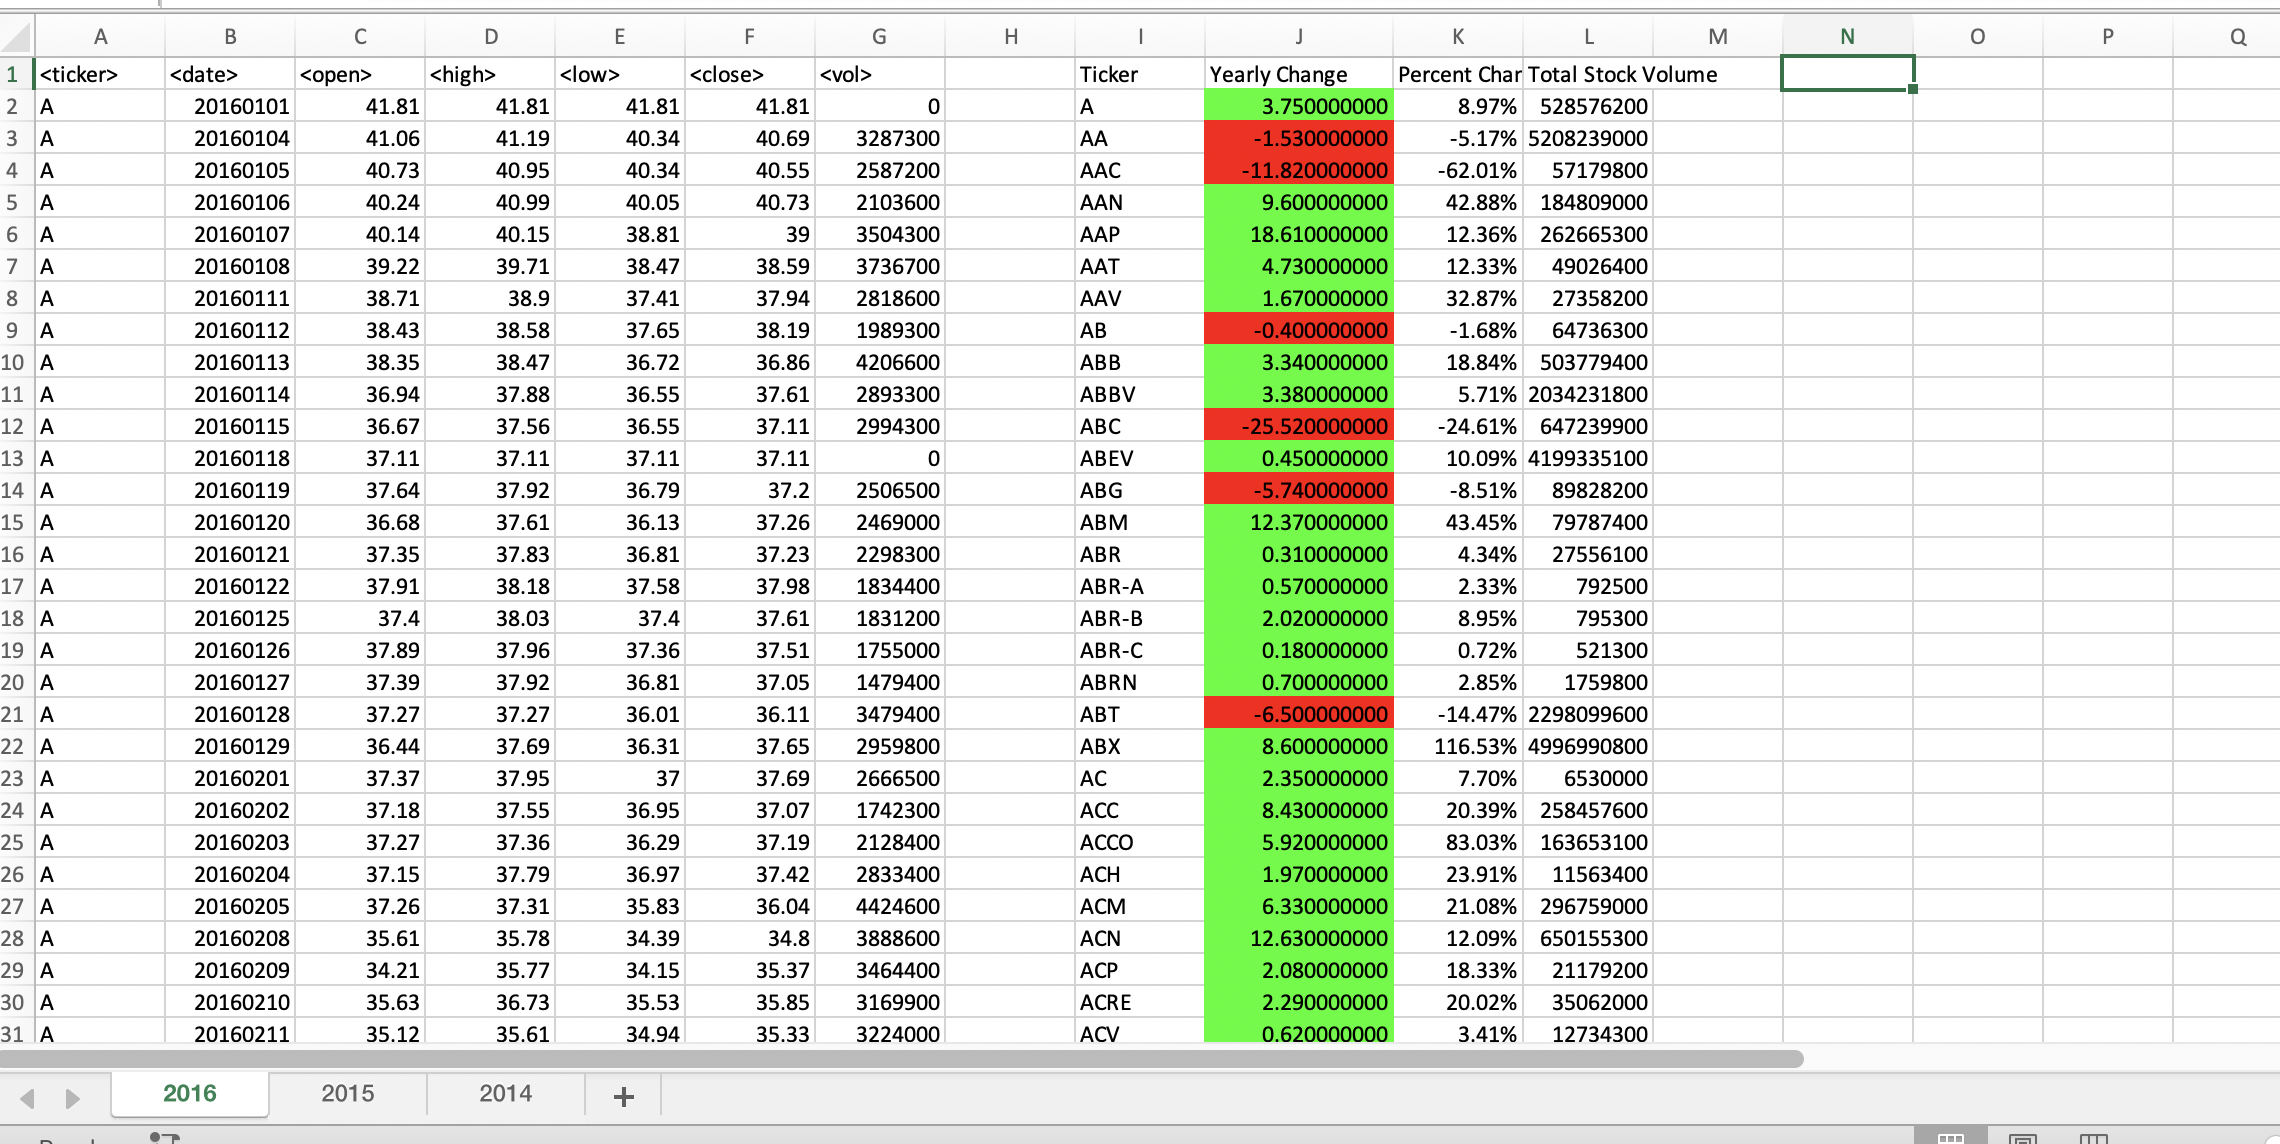 A B C D E F G H I J K L M N O P Q
1 <ticker> <date> <open> <high> <low> <close> <vol> Ticker Yearly Change Percent Char Total Stock Volume
2 A 20160101 41.81 41.81 41.81 41.81 0 A 3.750000000 8.97% 528576200
3 A 20160104 41.06 41.19 40.34 40.69 3287300 AA -1.530000000 -5.17% 5208239000
4 A 20160105 40.73 40.95 40.34 40.55 2587200 AAC -11.820000000 -62.01% 57179800
5 A 20160106 40.24 40.99 40.05 40.73 2103600 AAN 9.600000000 42.88% 184809000
6 A 20160107 40.14 40.15 38.81 39 3504300 AAP 18.610000000 12.36% 262665300
7 A 20160108 39.22 39.71 38.47 38.59 3736700 AAT 4.730000000 12.33% 49026400
8 A 20160111 38.71 38.9 37.41 37.94 2818600 AAV 1.670000000 32.87% 27358200
9 A 20160112 38.43 38.58 37.65 38.19 1989300 AB -0.400000000 -1.68% 64736300
10 A 20160113 38.35 38.47 36.72 36.86 4206600 ABB 3.340000000 18.84% 503779400
11 A 20160114 36.94 37.88 36.55 37.61 2893300 ABBV 3.380000000 5.71% 2034231800
12 A 20160115 36.67 37.56 36.55 37.11 2994300 ABC -25.520000000 -24.61% 647239900
13 A 20160118 37.11 37.11 37.11 37.11 0 ABEV 0.450000000 10.09% 4199335100
14 A 20160119 37.64 37.92 36.79 37.2 2506500 ABG -5.740000000 -8.51% 89828200
15 A 20160120 36.68 37.61 36.13 37.26 2469000 ABM 12.370000000 43.45% 79787400
16 A 20160121 37.35 37.83 36.81 37.23 2298300 ABR 0.310000000 4.34% 27556100
17 A 20160122 37.91 38.18 37.58 37.98 1834400 ABR-A 0.570000000 2.33% 792500
18 A 20160125 37.4 38.03 37.4 37.61 1831200 ABR-B 2.020000000 8.95% 795300
19 A 20160126 37.89 37.96 37.36 37.51 1755000 ABR-C 0.180000000 0.72% 521300
20 A 20160127 37.39 37.92 36.81 37.05 1479400 ABRN 0.700000000 2.85% 1759800
21 A 20160128 37.27 37.27 36.01 36.11 3479400 ABT -6.500000000 -14.47% 2298099600
22 A 20160129 36.44 37.69 36.31 37.65 2959800 ABX 8.600000000 116.53% 4996990800
23 A 20160201 37.37 37.95 37 37.69 2666500 AC 2.350000000 7.70% 6530000
24 A 20160202 37.18 37.55 36.95 37.07 1742300 ACC 8.430000000 20.39% 258457600
25 A 20160203 37.27 37.36 36.29 37.19 2128400 ACCO 5.920000000 83.03% 163653100
26 A 20160204 37.15 37.79 36.97 37.42 2833400 ACH 1.970000000 23.91% 11563400
27 A 20160205 37.26 37.31 35.83 36.04 4424600 ACM 6.330000000 21.08% 296759000
28 A 20160208 35.61 35.78 34.39 34.8 3888600 ACN 12.630000000 12.09% 650155300
29 A 20160209 34.21 35.77 34.15 35.37 3464400 ACP 2.080000000 18.33% 21179200
30 A 20160210 35.63 36.73 35.53 35.85 3169900 ACRE 2.290000000 20.02% 35062000
31 A 20160211 35.12 35.61 34.94 35.33 3224000 ACV 0.620000000 3.41% 12734300
2016 2015 2014 +